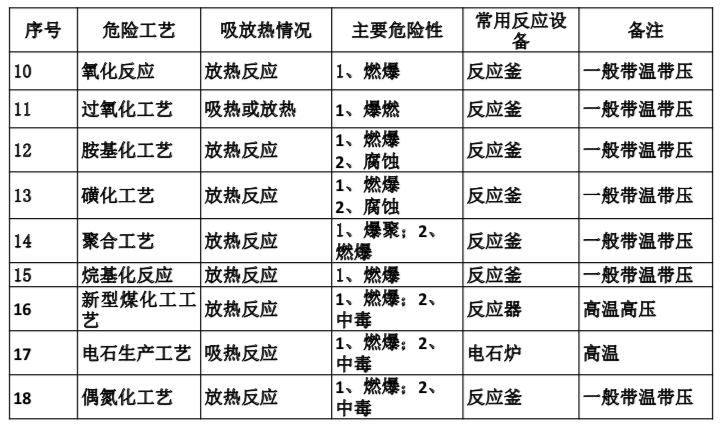 序号 危险工艺 吸放热情况 主要危险性 常用反应设备 备注
10 氧化反应 放热反应 1、燃爆 反应釜 一般带温带压
11 过氧化工艺 吸热或放热 1、爆燃 反应釜 一般带温带压
12 胺基化工艺 放热反应 1、燃爆 2、腐蚀 反应釜 一般带温带压
13 磺化工艺 放热反应 1、燃爆 2、腐蚀 反应釜 一般带温带压
14 聚合工艺 放热反应 1、爆聚；2、燃爆 反应釜 一般带温带压
15 烷基化反应 放热反应 1、燃爆 反应釜 一般带温带压
16 新型煤化工工艺 放热反应 1、燃爆；2、中毒 反应器 高温高压
17 电石生产工艺 吸热反应 1、燃爆；2、中毒 电石炉 高温
18 偶氮化工艺 放热反应 1、燃爆；2、中毒 反应釜 一般带温带压